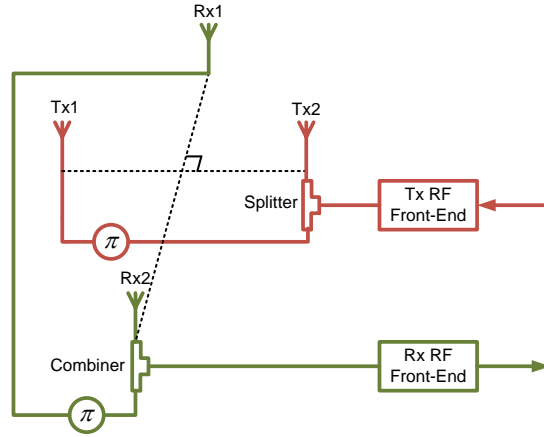 Rx1
Tx1
Tx2
Splitter
Tx RF
Front-End
π
Rx2
Combiner
Rx RF
Front-End
π